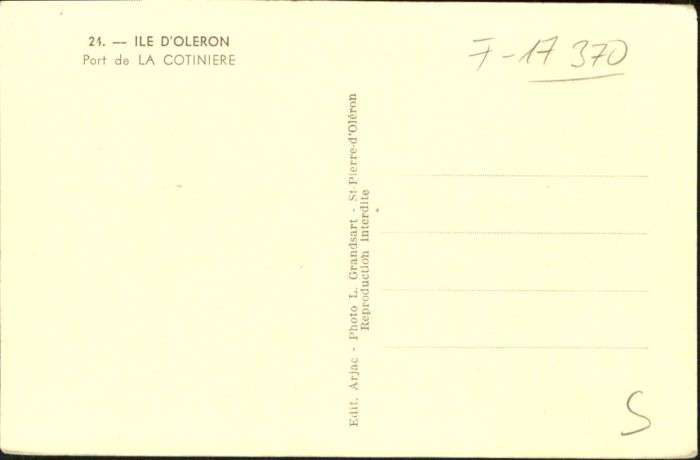 21. — ILE D'OLERON
Port de LA COTINIERE
F-17 370
Edit. Arjac - Photo L. Grandsart - St-Pierre-d'Oléron
Reproduction interdite
S